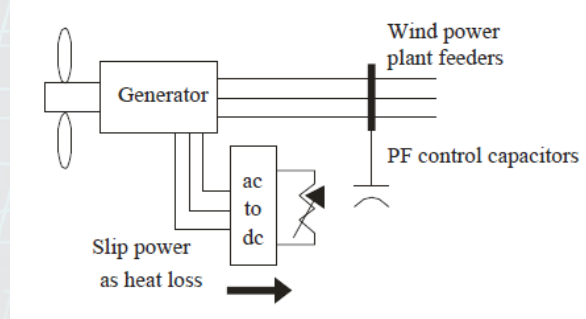 Wind power
plant feeders
Generator
PF control capacitors
ac
to
dc
Slip power
as heat loss